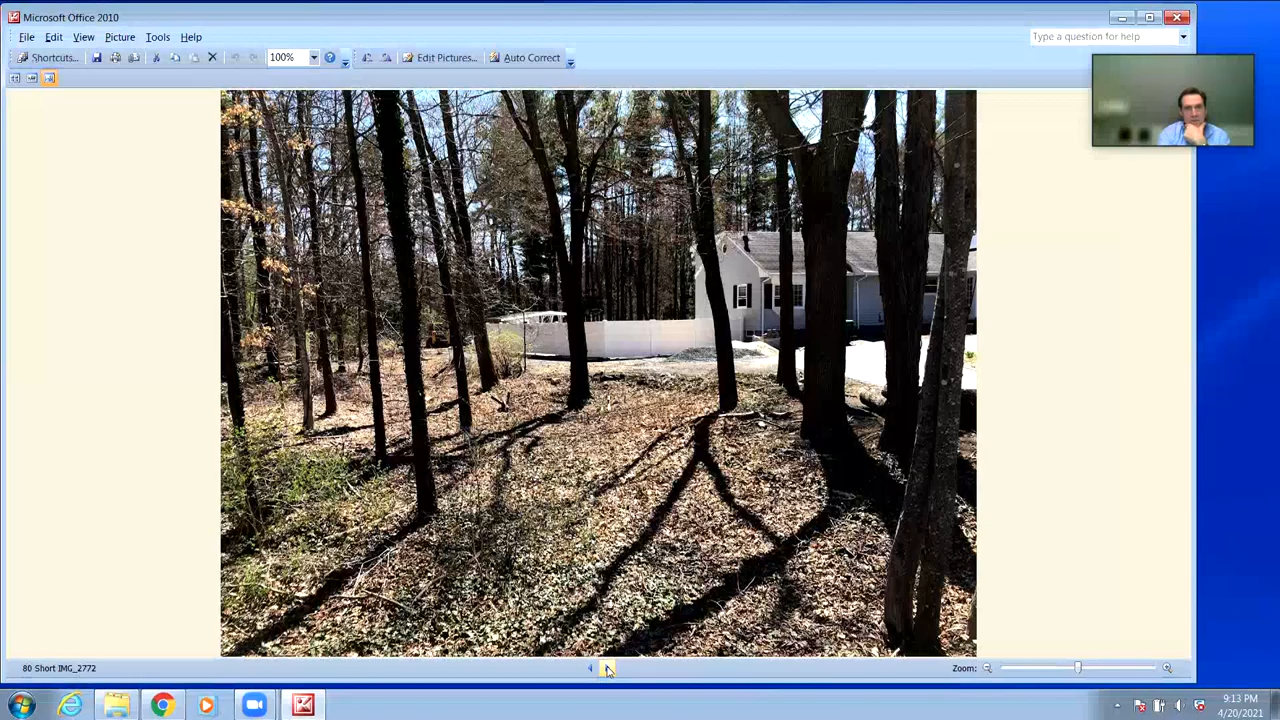 Microsoft Office 2010
File Edit View Picture Tools Help
Type a question for help
Shortcuts... 100% Edit Pictures... Auto Correct
80 Short IMG_2772
Zoom:
9:13 PM
4/20/2021